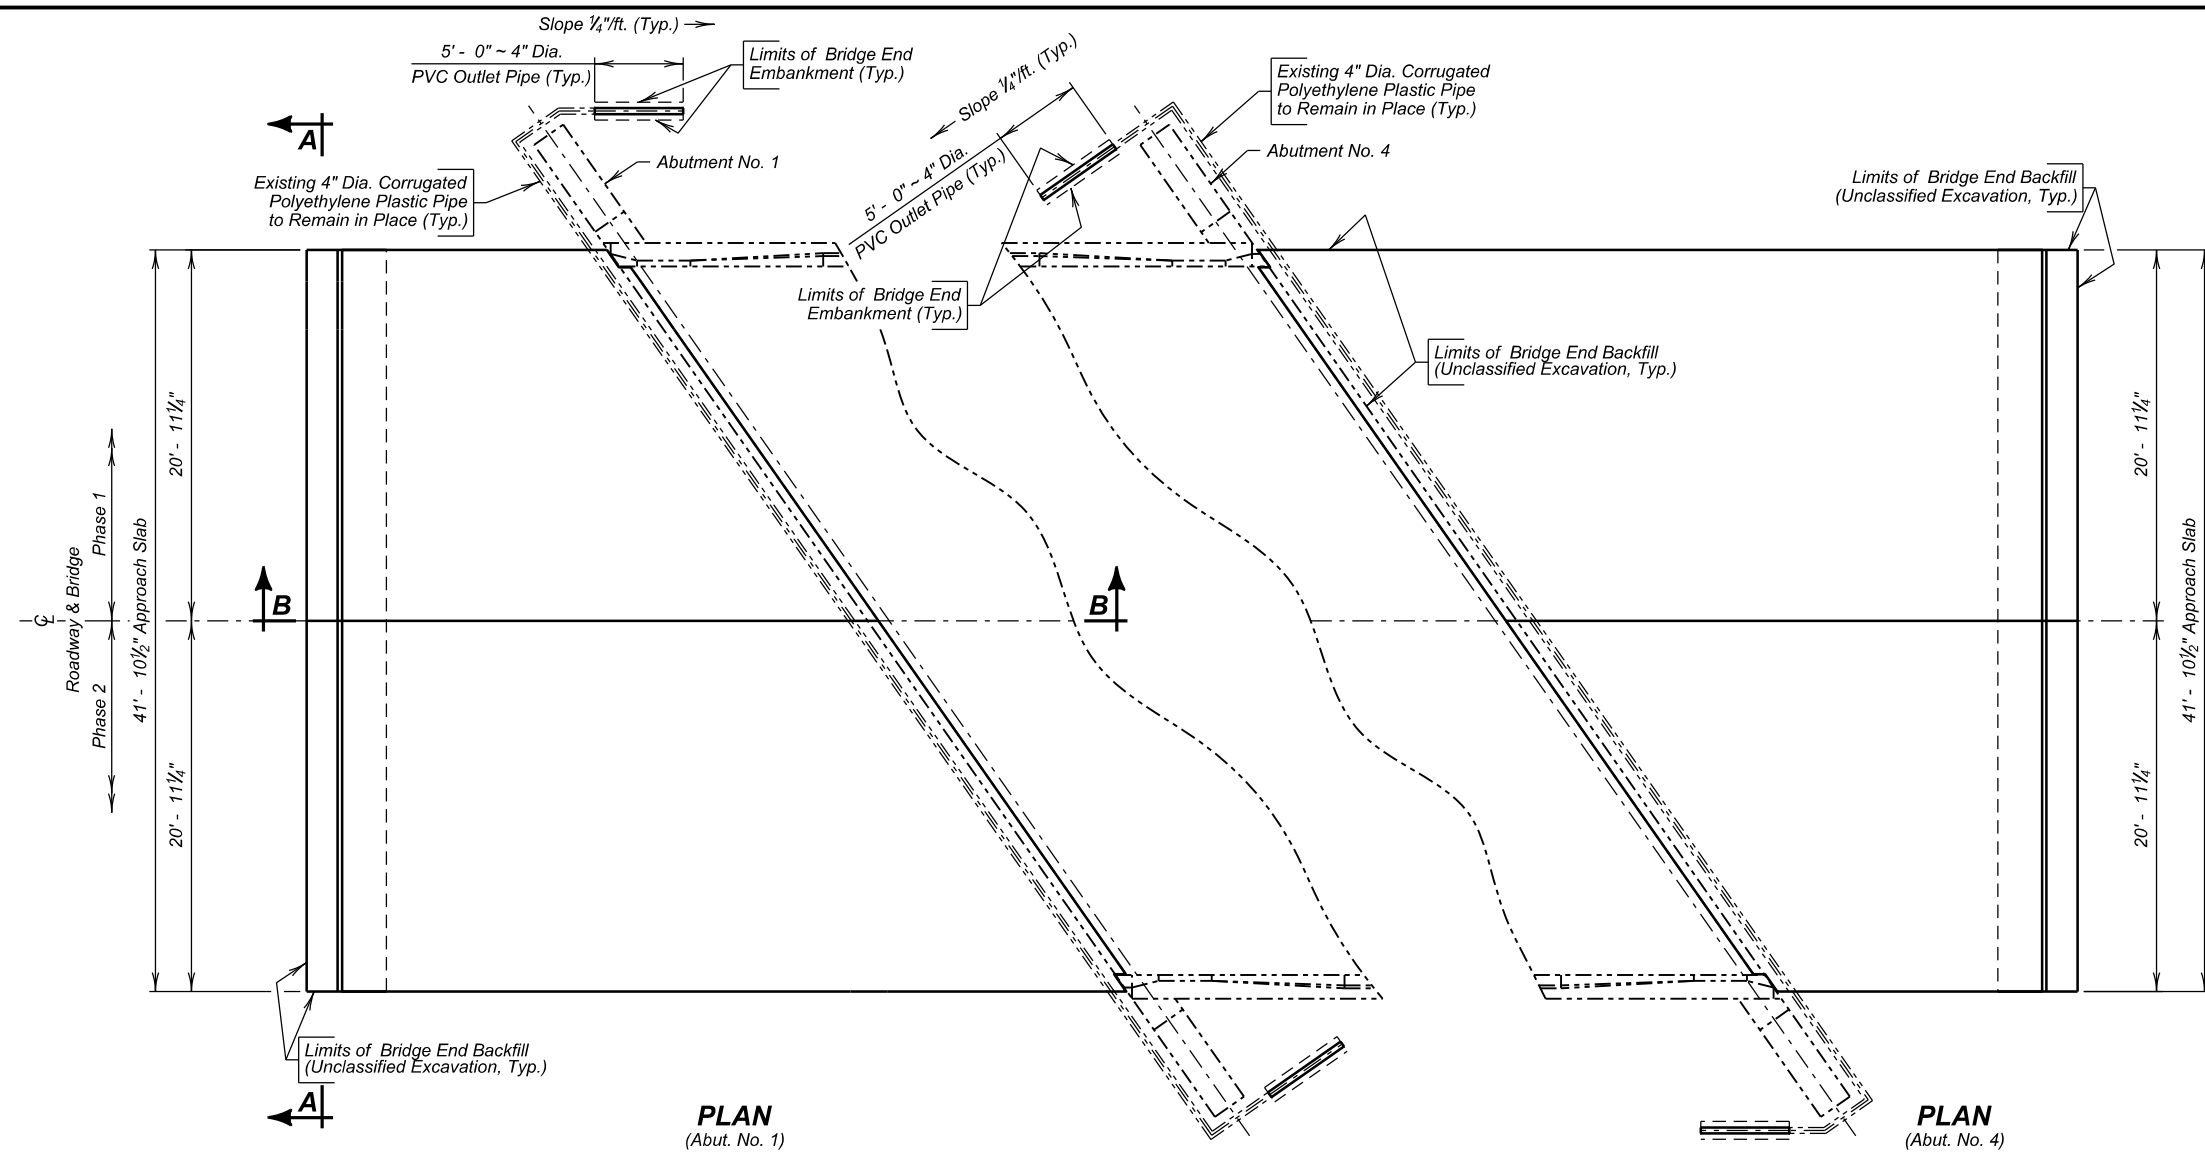 Slope 1/4"/ft. (Typ.)
5' - 0" ~ 4" Dia.
PVC Outlet Pipe (Typ.)
Limits of Bridge End
Embankment (Typ.)
A
Abutment No. 1
Existing 4" Dia. Corrugated
Polyethylene Plastic Pipe
to Remain in Place (Typ.)
Slope 1/4"/ft. (Typ.)
5' - 0" ~ 4" Dia.
PVC Outlet Pipe (Typ.)
Limits of Bridge End
Embankment (Typ.)
Existing 4" Dia. Corrugated
Polyethylene Plastic Pipe
to Remain in Place (Typ.)
Abutment No. 4
Limits of Bridge End Backfill
(Unclassified Excavation, Typ.)
Limits of Bridge End Backfill
(Unclassified Excavation, Typ.)
20' - 11 1/4"
Phase 1
Roadway & Bridge
℄
Phase 2
41' - 10 1/2" Approach Slab
20' - 11 1/4"
B
B
20' - 11 1/4"
41' - 10 1/2" Approach Slab
20' - 11 1/4"
Limits of Bridge End Backfill
(Unclassified Excavation, Typ.)
A
PLAN
(Abut. No. 1)
PLAN
(Abut. No. 4)